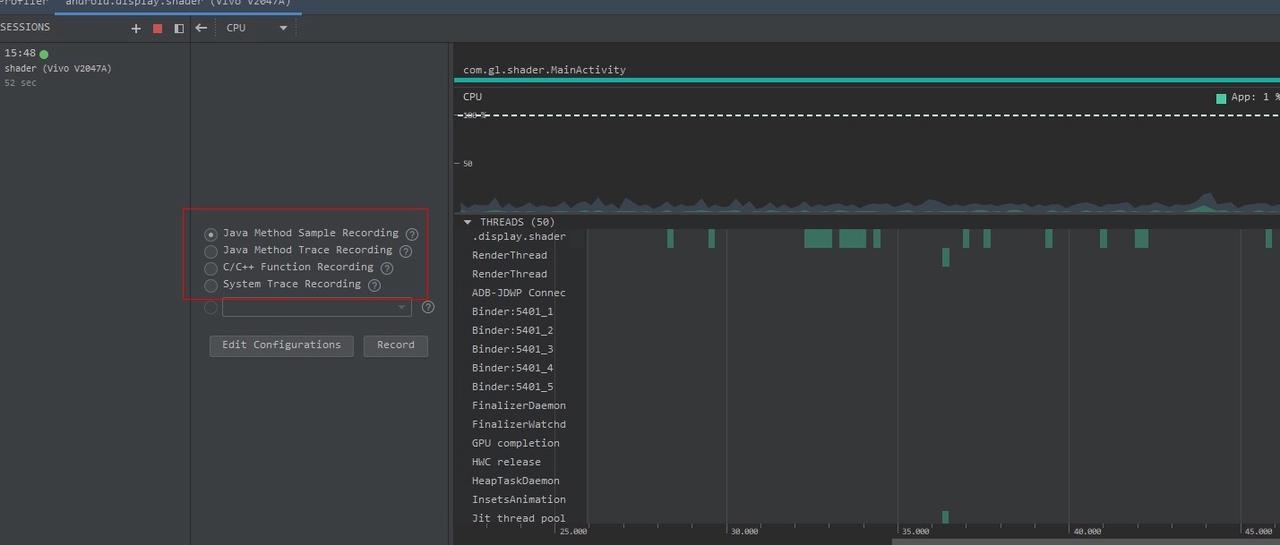 Profiler android.display.shader (Vivo V2047A)
SESSIONS
CPU
15:48
shader (Vivo V2047A)
52 sec
Java Method Sample Recording
Java Method Trace Recording
C/C++ Function Recording
System Trace Recording
Edit Configurations
Record
com.gl.shader.MainActivity
CPU
App: 1 %
100 %
50
THREADS (50)
.display.shader
RenderThread
RenderThread
ADB-JDWP Connec
Binder:5401_1
Binder:5401_2
Binder:5401_3
Binder:5401_4
Binder:5401_5
FinalizerDaemon
FinalizerWatchd
GPU completion
HWC release
HeapTaskDaemon
InsetsAnimation
Jit thread pool
25.000 30.000 35.000 40.000 45.000